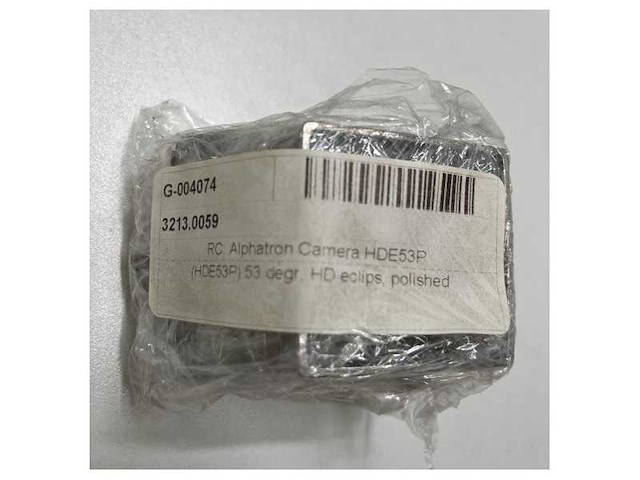 G-004074
3213.0059
RC. Alphatron Camera HDE53P
(HDE53P) 53 degr. HD eclips, polished